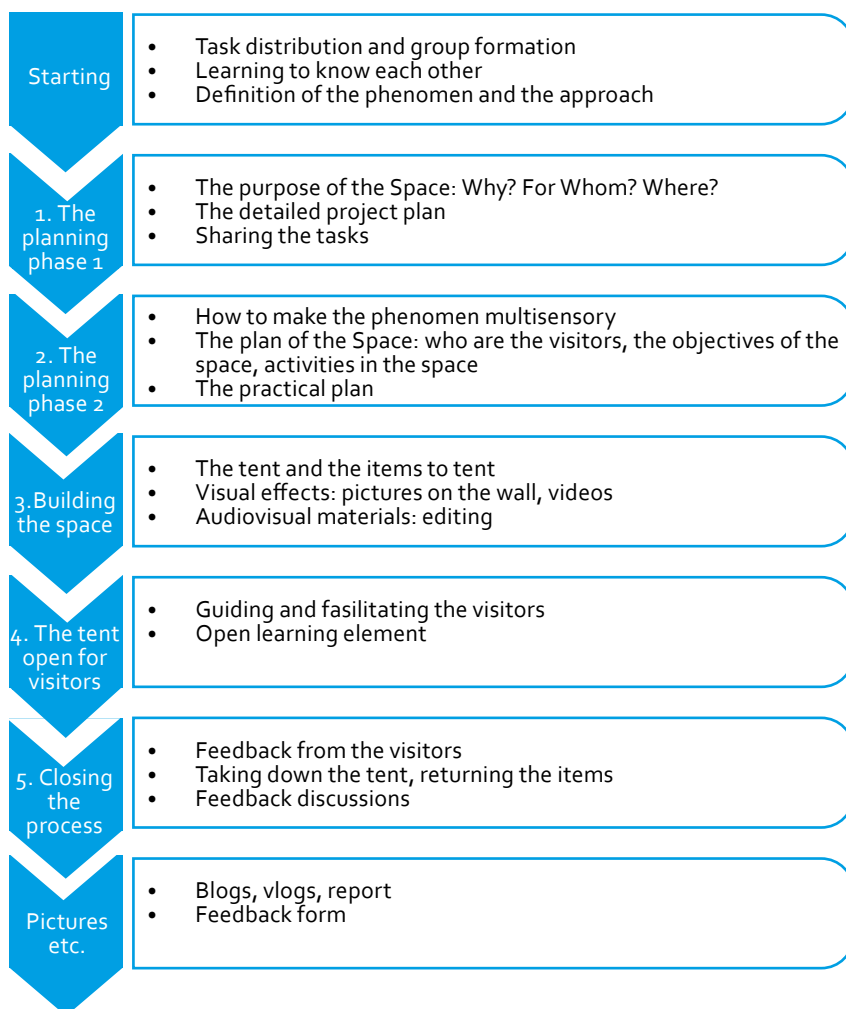 Starting
• Task distribution and group formation
• Learning to know each other
• Definition of the phenomen and the approach
1. The
planning
phase 1
• The purpose of the Space: Why? For Whom? Where?
• The detailed project plan
• Sharing the tasks
2. The
planning
phase 2
• How to make the phenomen multisensory
• The plan of the Space: who are the visitors, the objectives of the
space, activities in the space
• The practical plan
3.Building
the space
• The tent and the items to tent
• Visual effects: pictures on the wall, videos
• Audiovisual materials: editing
4. The tent
open for
visitors
• Guiding and fasilitating the visitors
• Open learning element
5. Closing
the
process
• Feedback from the visitors
• Taking down the tent, returning the items
• Feedback discussions
Pictures
etc.
• Blogs, vlogs, report
• Feedback form